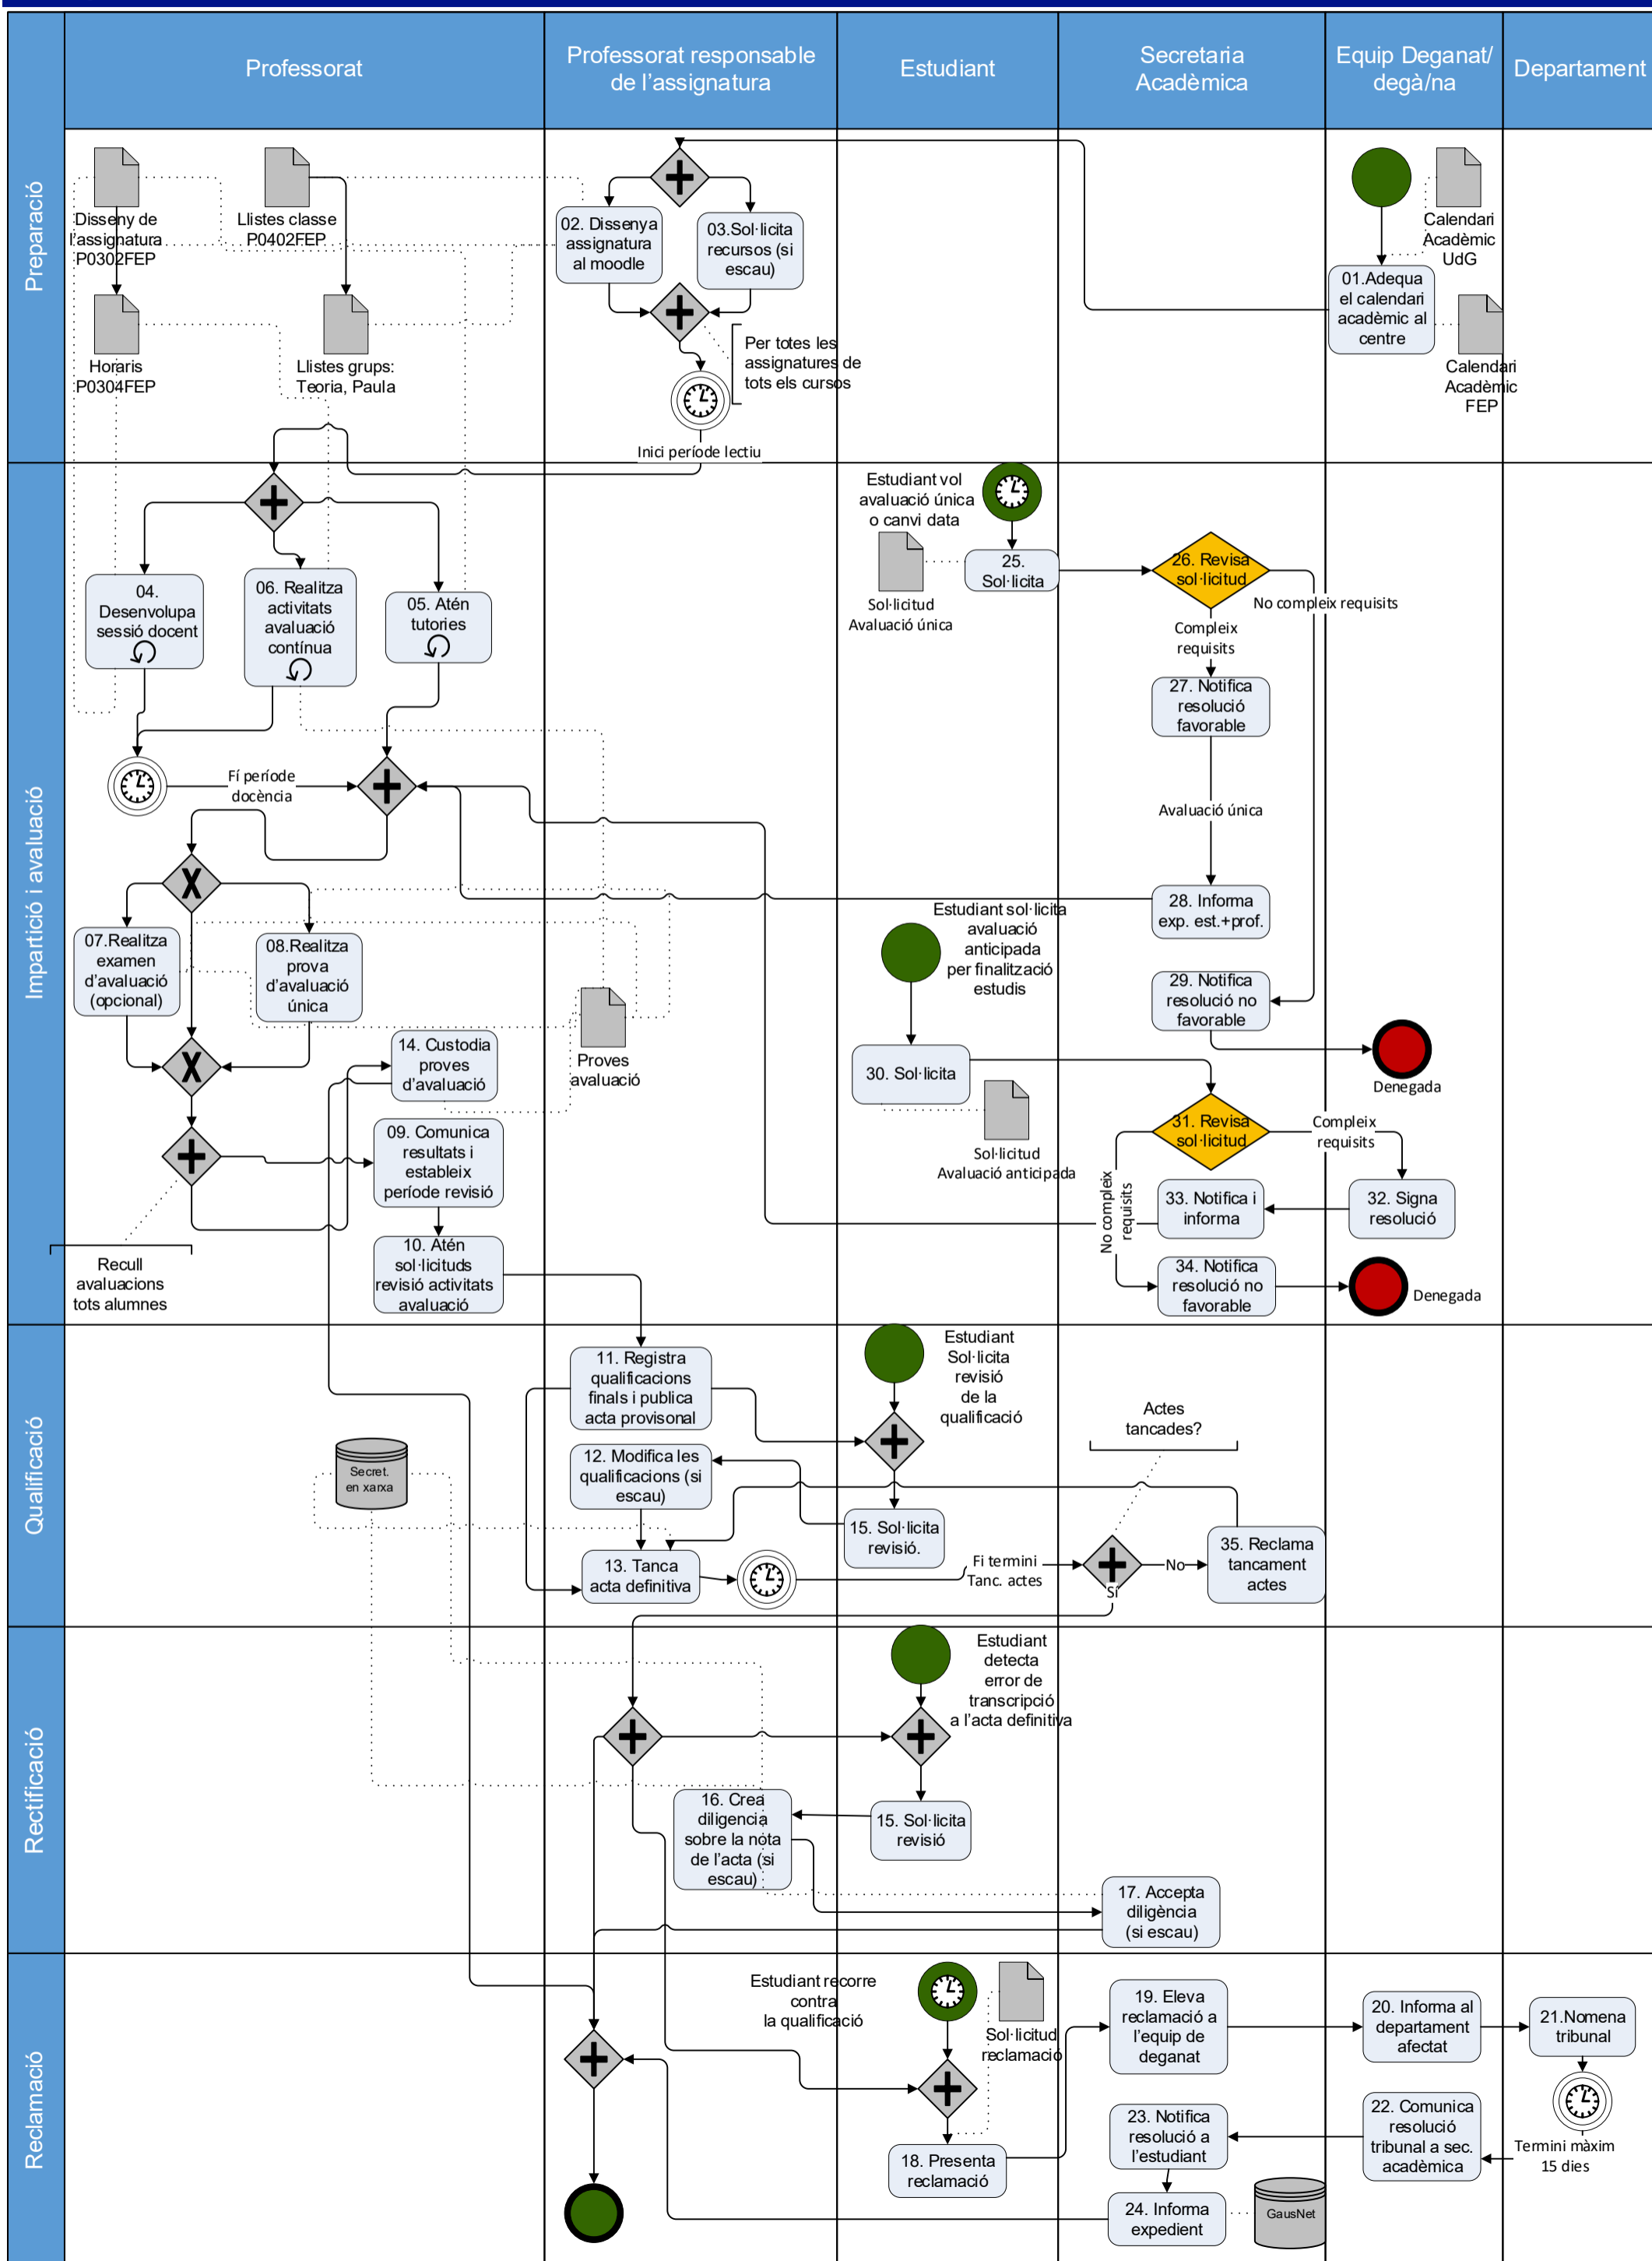 Professorat
Professorat responsable
de l'assignatura
Estudiant
Secretaria
Acadèmica
Equip Deganat/
degà/na
Departament
Preparació
Disseny de
l'assignatura
P0302FEP
Llistes classe
P0402FEP
Horaris
P0304FEP
Llistes grups:
Teoria, Paula
02. Dissenya
assignatura
al moodle
03.Sol·licita
recursos (si
escau)
Per totes les
assignatures de
tots els cursos
Inici període lectiu
Calendari
Acadèmic
UdG
01.Adequa
el calendari
acadèmic al
centre
Calendari
Acadèmic
FEP
Impartició i avaluació
04.
Desenvolupa
sessió docent
06. Realitza
activitats
avaluació
contínua
05. Atén
tutories
Fí període
docència
07.Realitza
examen
d'avaluació
(opcional)
08.Realitza
prova
d'avaluació
única
14. Custodia
proves
d'avaluació
Proves
avaluació
09. Comunica
resultats i
estableix
període revisió
10. Atén
sol·licituds
revisió activitats
avaluació
Recull
avaluacions
tots alumnes
Estudiant vol
avaluació única
o canvi data
25.
Sol·licita
Sol·licitud
Avaluació única
26. Revisa
sol·licitud
No compleix requisits
Compleix
requisits
27. Notifica
resolució
favorable
Avaluació única
28. Informa
exp. est.+prof.
Estudiant sol·licita
avaluació
anticipada
per finalització
estudis
29. Notifica
resolució no
favorable
Denegada
30. Sol·licita
Sol·licitud
Avaluació anticipada
31. Revisa
sol·licitud
Compleix
requisits
No compleix
requisits
33. Notifica i
informa
32. Signa
resolució
34. Notifica
resolució no
favorable
Denegada
Qualificació
11. Registra
qualificacions
finals i publica
acta provisonal
Estudiant
Sol·licita
revisió
de la
qualificació
Actes
tancades?
Secret.
en xarxa
12. Modifica les
qualificacions (si
escau)
15. Sol·licita
revisió.
13. Tanca
acta definitiva
Fi termini
Tanc. actes
No
Sí
35. Reclama
tancament
actes
Rectificació
Estudiant
detecta
error de
transcripció
a l'acta definitiva
16. Crea
diligencia
sobre la nota
de l'acta (si
escau)
15. Sol·licita
revisió
17. Accepta
diligència
(si escau)
Reclamació
Estudiant recorre
contra
la qualificació
Sol·licitud
reclamació
19. Eleva
reclamació a
l'equip de
deganat
20. Informa al
departament
afectat
21.Nomena
tribunal
18. Presenta
reclamació
23. Notifica
resolució a
l'estudiant
22. Comunica
resolució
tribunal a sec.
acadèmica
Termini màxim
15 dies
24. Informa
expedient
GausNet